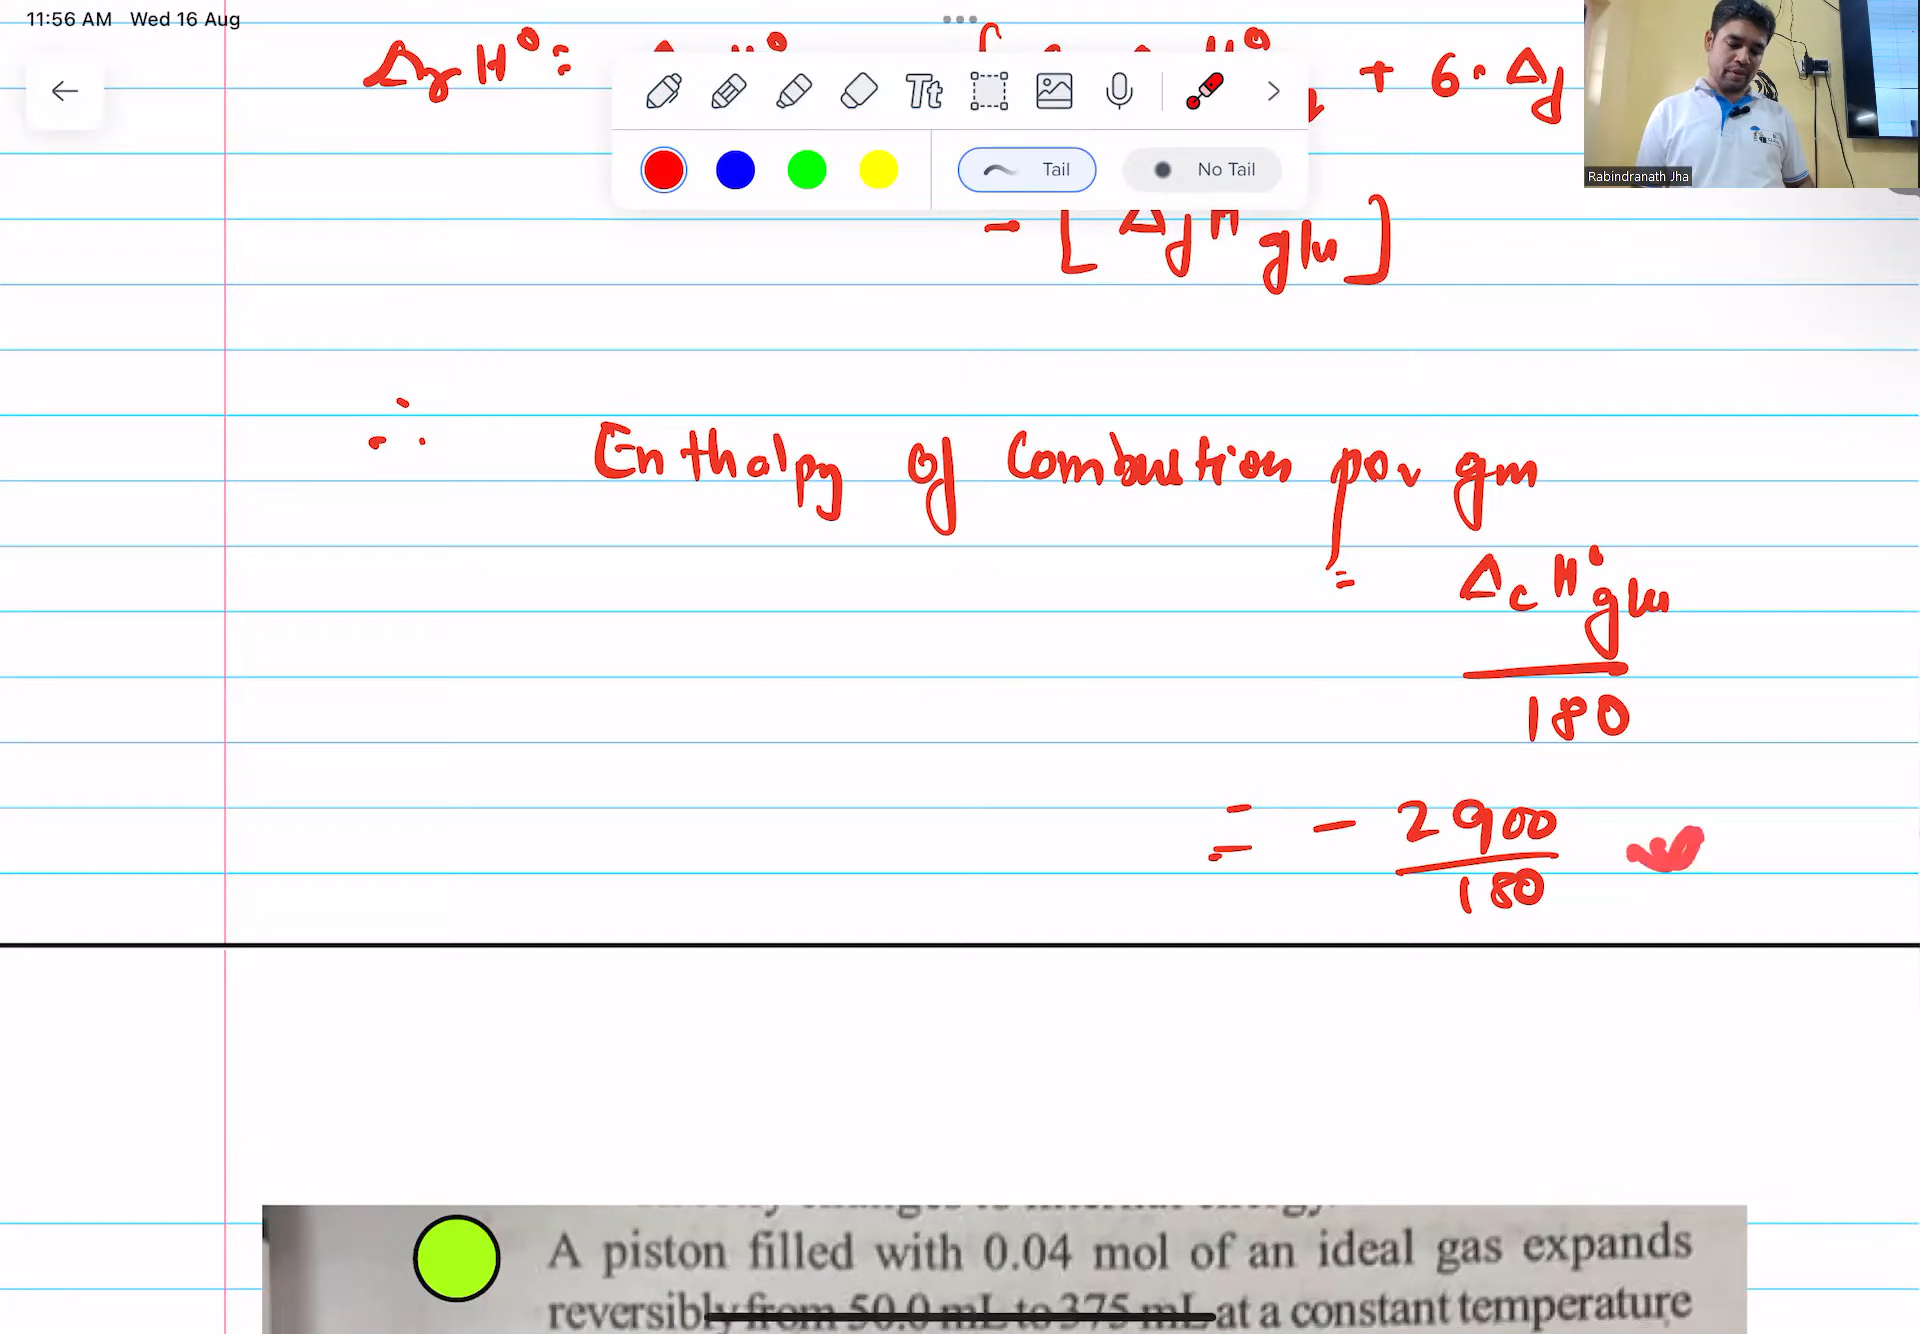 11:56 AM Wed 16 Aug
ΔrH°= + 6· Δf
Tt
Tail No Tail
Rabindranath Jha
- [ΔfH glu]
∴ Enthalpy Of Combustion per gm
= ΔcH°glu
180
= - 2900
180
A piston filled with 0.04 mol of an ideal gas expands
reversibly from 50.0 mL to 375 mL at a constant temperature